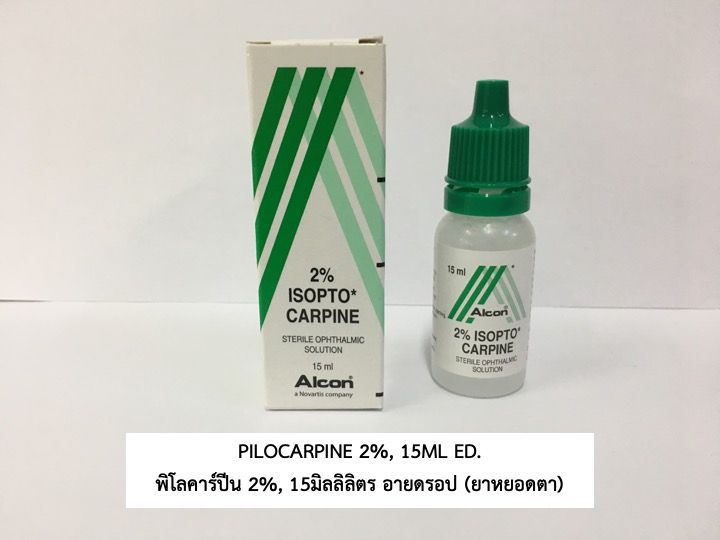 2%
ISOPTO*
CARPINE
STERILE OPHTHALMIC
SOLUTION
15 ml
Alcon®
a Novartis company
15 ml
Alcon®
2% ISOPTO*
CARPINE
STERILE OPHTHALMIC
SOLUTION
PILOCARPINE 2%, 15ML ED.
พิโลคาร์ปีน 2%, 15มิลลิลิตร อายดรอป (ยาหยอดตา)